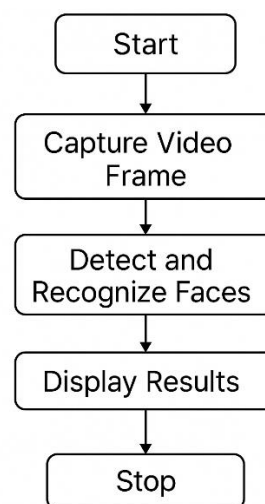 Start
Capture Video
Frame
Detect and
Recognize Faces
Display Results
Stop